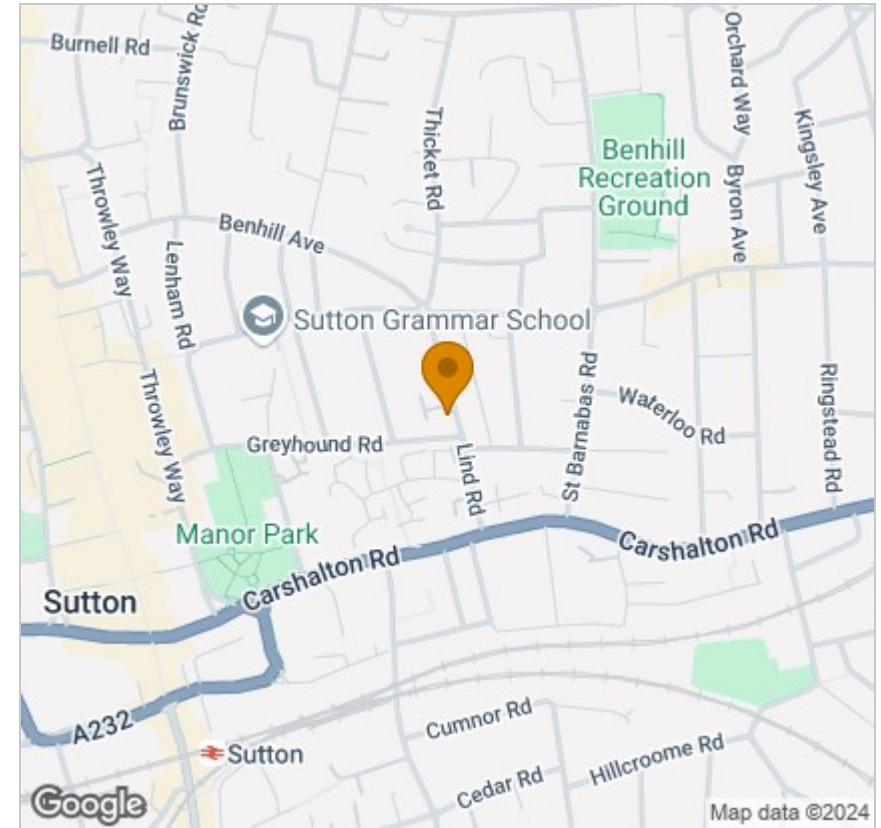 Burnell Rd
Brunswick Rd
Orchard Way
Thicket Rd
Benhill
Recreation
Ground
Kingsley Ave
Throwley Way
Byron Ave
Benhill Ave
Lenham Rd
Sutton Grammar School
Throwley Way
St Barnabas Rd
Waterloo Rd
Ringstead Rd
Greyhound Rd
Lind Rd
Manor Park
Carshalton Rd
Carshalton Rd
Sutton
A232
Cumnor Rd
Sutton
Hillcroome Rd
Cedar Rd
Google
Map data ©2024